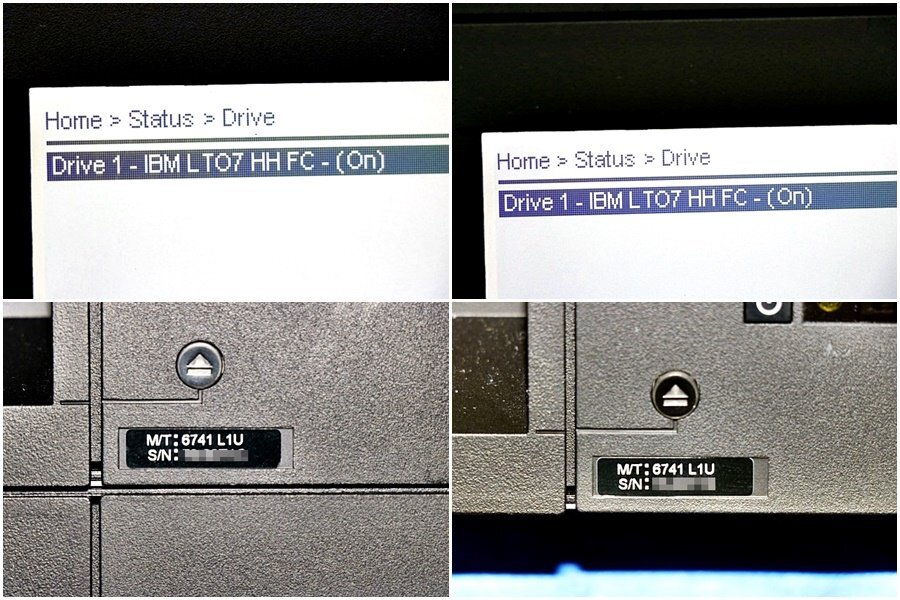 Home > Status > Drive
Drive 1 - IBM LTO7 HH FC - (On)
Home > Status > Drive
Drive 1 - IBM LTO7 HH FC - (On)
M/T: 6741 L1U
S/N:
M/T: 6741 L1U
S/N: